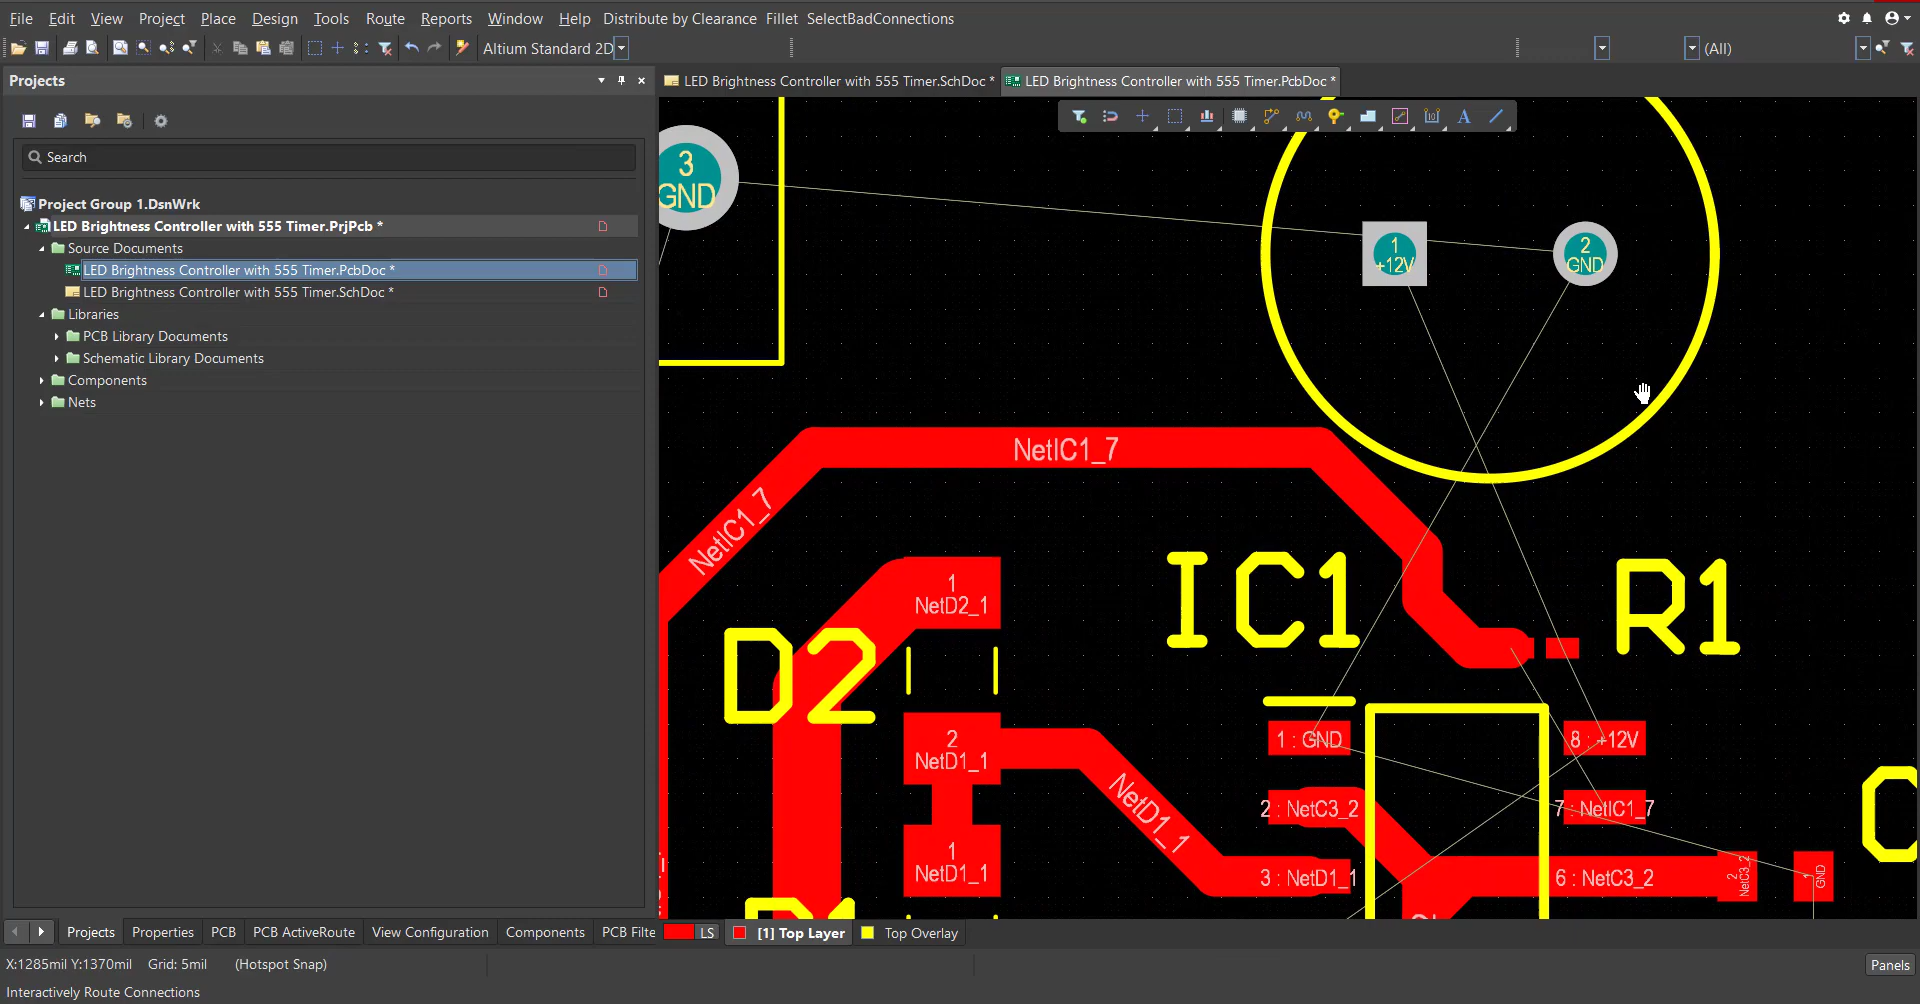 File Edit View Project Place Design Tools Route Reports Window Help Distribute by Clearance Fillet SelectBadConnections
Altium Standard 2D
(All)
Projects
LED Brightness Controller with 555 Timer.SchDoc *
LED Brightness Controller with 555 Timer.PcbDoc *
Search
Project Group 1.DsnWrk
LED Brightness Controller with 555 Timer.PrjPcb *
Source Documents
LED Brightness Controller with 555 Timer.PcbDoc *
LED Brightness Controller with 555 Timer.SchDoc *
Libraries
PCB Library Documents
Schematic Library Documents
Components
Nets
3
GND
1
+12V
2
GND
NetIC1_7
NetIC1_7
1
NetD2_1
IC1
R1
D2
2
NetD1_1
1 : GND
8 : +12V
NetD1_1
2 : NetC3_2
7 : NetIC1_7
1
NetD1_1
3 : NetD1_1
6 : NetC3_2
2
NetC3_2
1
GND
Projects Properties PCB PCB ActiveRoute View Configuration Components PCB Filte
LS [1] Top Layer Top Overlay
X:1285mil Y:1370mil Grid: 5mil (Hotspot Snap)
Panels
Interactively Route Connections